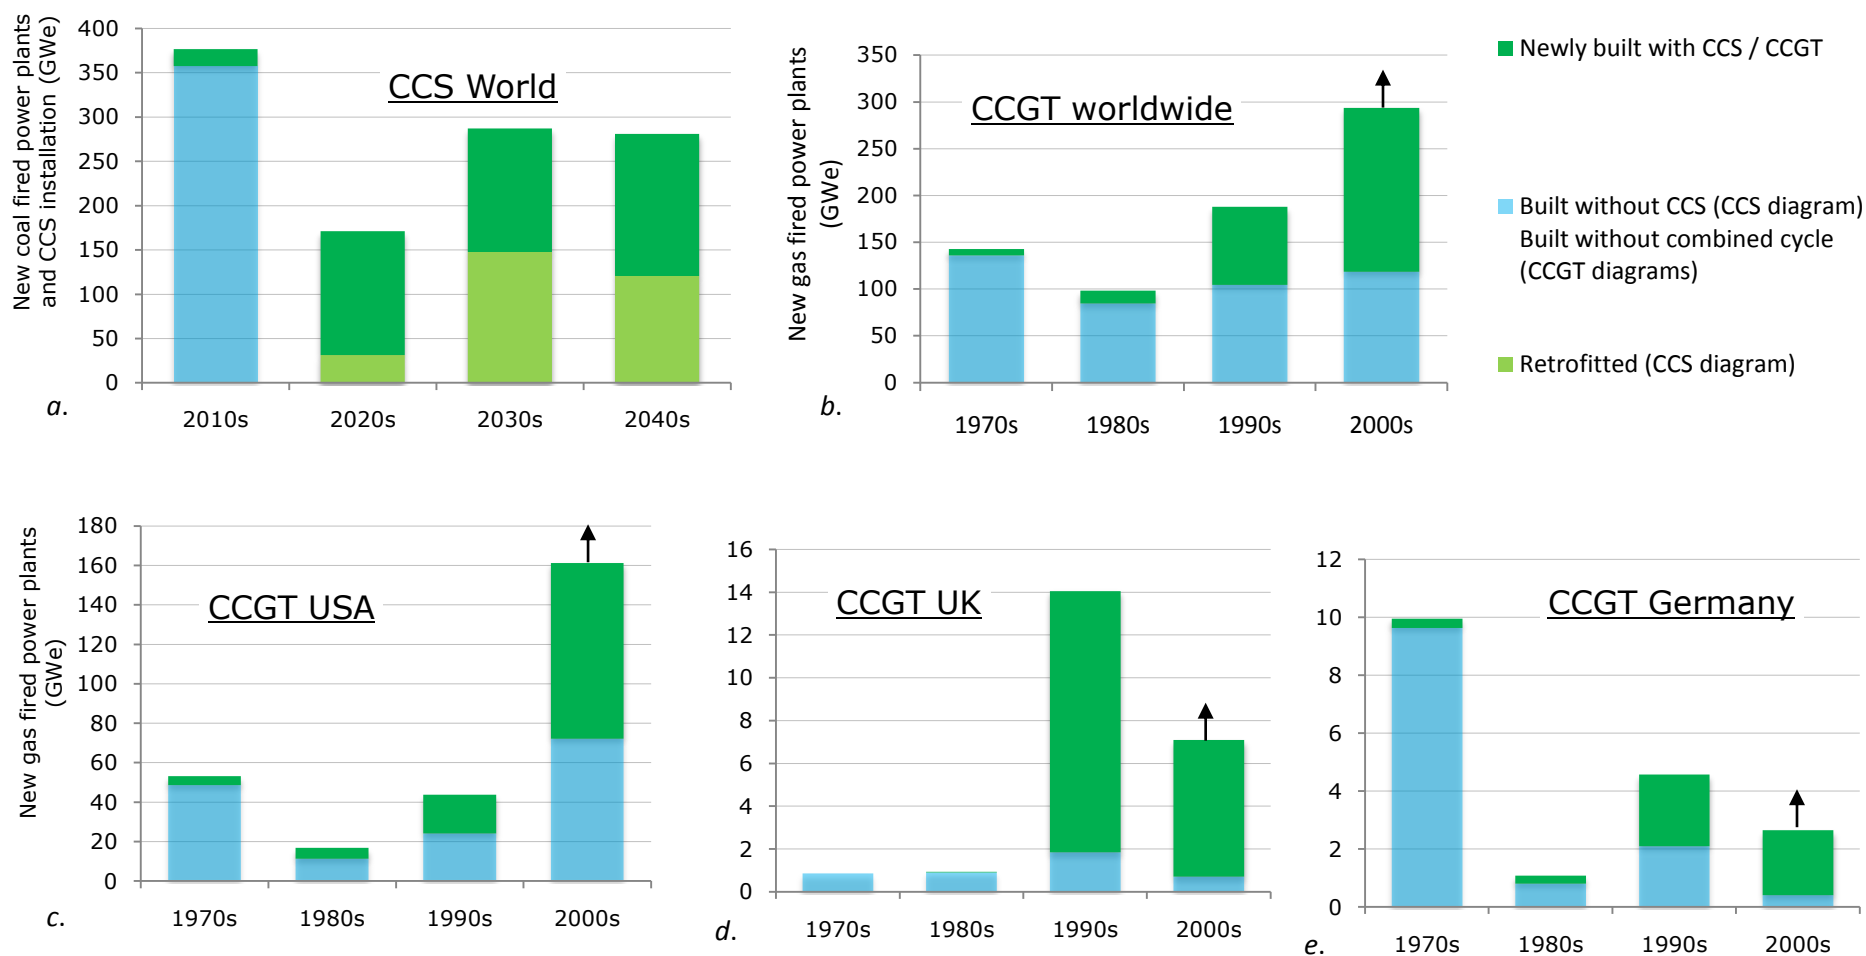 New coal fired power plants
and CCS installation (GWe)
400
350
300
250
200
150
100
50
0
CCS World
2010s
2020s
2030s
2040s
a.
New gas fired power plants
(GWe)
350
300
250
200
150
100
50
0
CCGT worldwide
1970s
1980s
1990s
2000s
b.
Newly built with CCS / CCGT
Built without CCS (CCS diagram)
Built without combined cycle
(CCGT diagrams)
Retrofitted (CCS diagram)
New gas fired power plants
(GWe)
180
160
140
120
100
80
60
40
20
0
CCGT USA
1970s
1980s
1990s
2000s
c.
16
14
12
10
8
6
4
2
0
CCGT UK
1970s
1980s
1990s
2000s
d.
12
10
8
6
4
2
0
CCGT Germany
1970s
1980s
1990s
2000s
e.